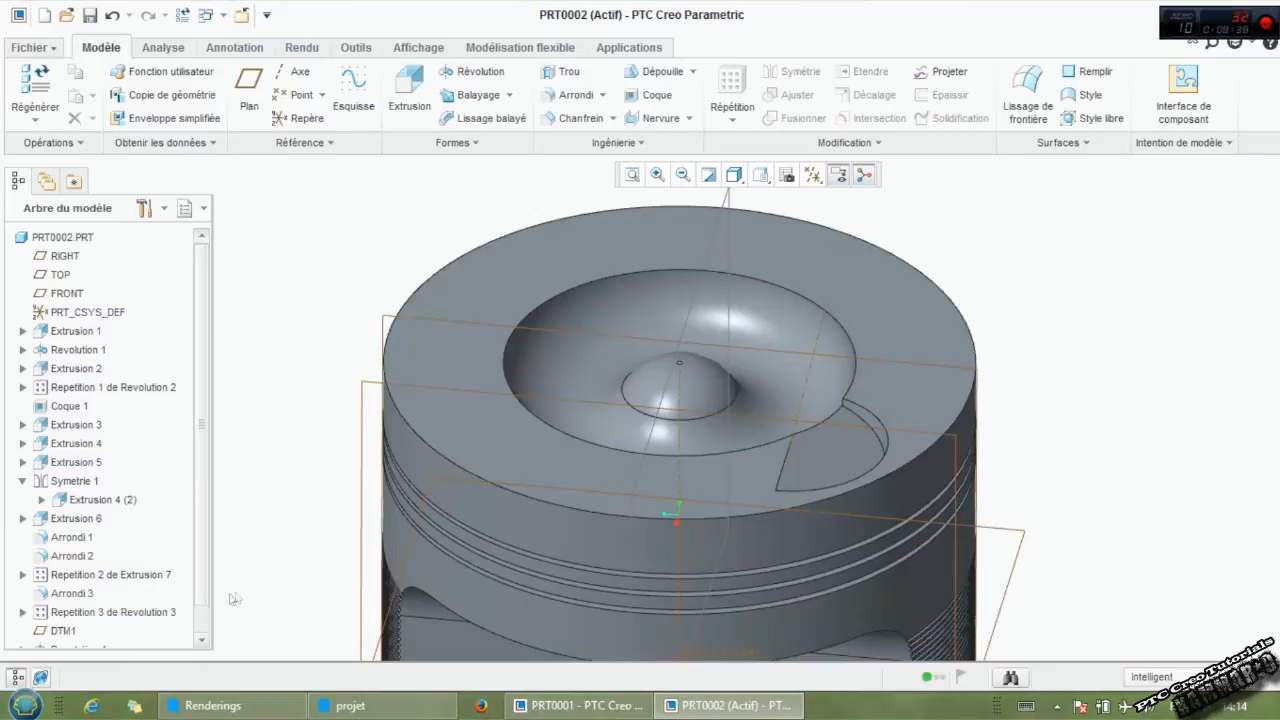 PRT0002 (Actif) - PTC Creo Parametric
32
10 0:08:38
Fichier
Modèle
Analyse
Annotation
Rendu
Outils
Affichage
Applications
Régénérer
Fonction utilisateur
Copie de géométrie
Enveloppe simplifiée
Plan
Axe
Point
Repère
Esquisse
Extrusion
Révolution
Balayage
Lissage balayé
Trou
Arrondi
Chanfrein
Dépouille
Coque
Nervure
Répétition
Symétrie
Ajuster
Fusionner
Etendre
Décalage
Intersection
Projeter
Epaissir
Solidification
Lissage de
frontière
Remplir
Style
Style libre
Interface de
composant
Opérations
Obtenir les données
Référence
Formes
Ingénierie
Modification
Surfaces
Intention de modèle
Arbre du modèle
PRT0002.PRT
RIGHT
TOP
FRONT
PRT_CSYS_DEF
Extrusion 1
Revolution 1
Extrusion 2
Repetition 1 de Revolution 2
Coque 1
Extrusion 3
Extrusion 4
Extrusion 5
Symetrie 1
Extrusion 4 (2)
Extrusion 6
Arrondi 1
Arrondi 2
Repetition 2 de Extrusion 7
Arrondi 3
Repetition 3 de Revolution 3
DTM1
Intelligent
PTC Creo Tutorials
Renderings
projet
PRT0001 - PTC Creo ...
PRT0002 (Actif) - PT...
14:14